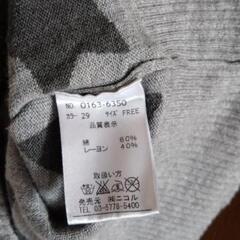 NO. 0163-6350
カラー 29 サイズ FREE
品質表示
綿 60%
レーヨン 40%
取扱い方
発売元 ㈱ニコル
TEL 03-5778-5400